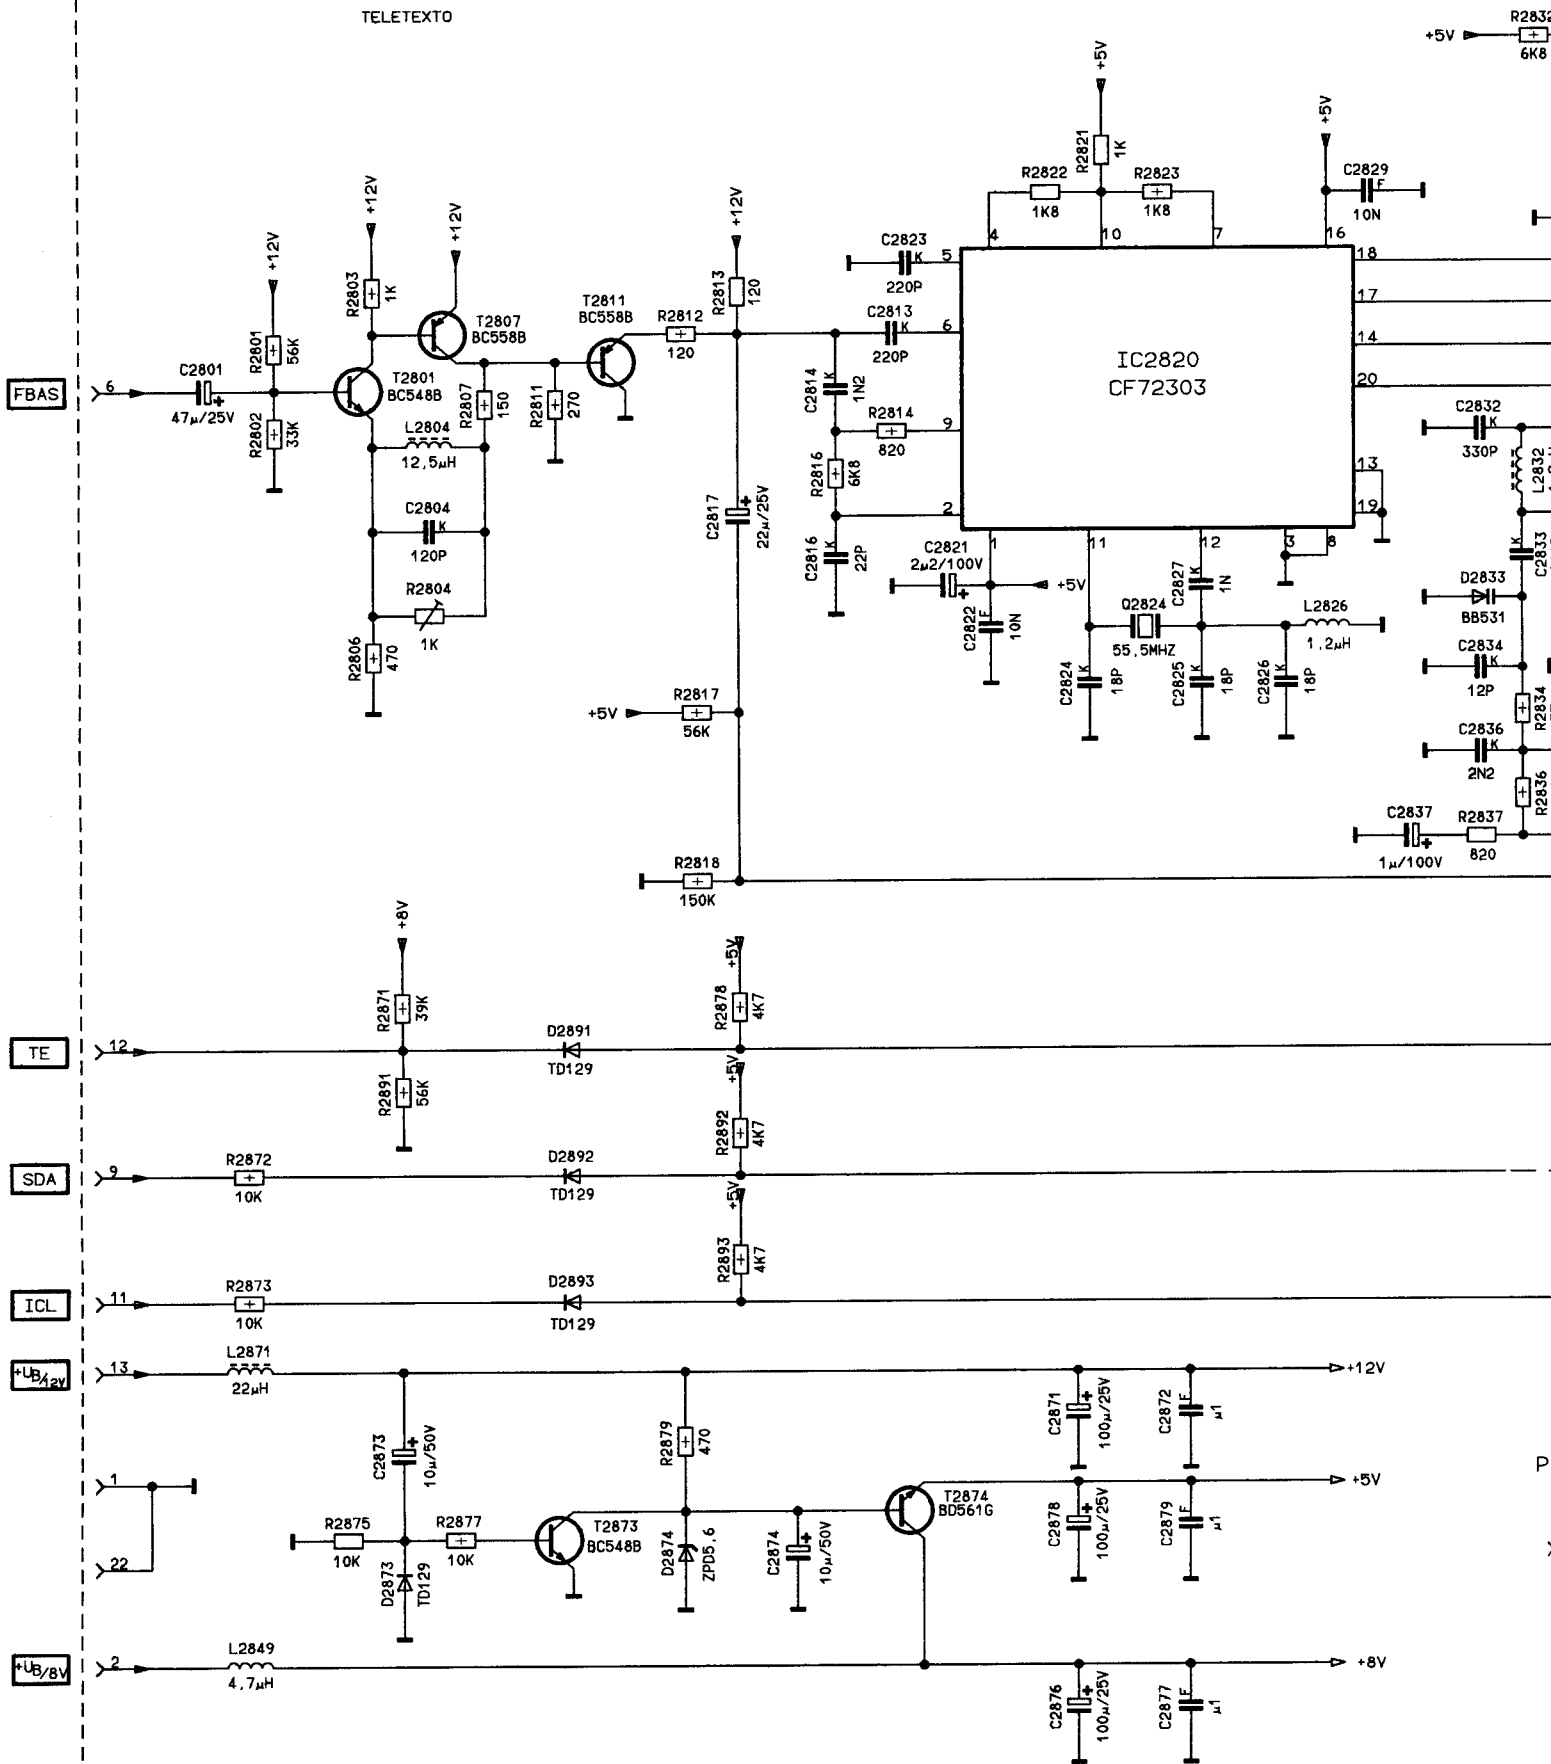 TELETEXTO
R2832
+5V
6K8
+5V
R2821
1K
+5V
R2822
1K8
R2823
1K8
C2829
F
10N
+12V
+12V
+12V
+12V
4
10
7
16
C2823
K
220P
5
18
R2803
1K
R2813
120
17
T2811
BC558B
T2807
BC558B
R2812
120
C2813
K
220P
6
14
R2801
56K
IC2820
CF72303
20
FBAS
6
C2801
47µ/25V
T2801
BC548B
R2807
150
R2811
270
C2814
K
1N2
R2802
33K
L2804
12,5µH
R2814
820
9
C2832
K
330P
R2816
6K8
L2832
13
C2804
K
120P
C2817
22µ/25V
2
19
C2816
K
22P
C2821
2µ2/100V
1
11
12
3
8
C2833
K
+5V
C2827
K
1N
D2833
BB531
R2804
1K
C2822
F
10N
Q2824
55,5MHZ
L2826
1,2µH
R2806
470
C2824
K
18P
C2825
K
18P
C2826
K
18P
C2834
K
12P
R2834
+5V
R2817
56K
C2836
K
2N2
R2836
C2837
1µ/100V
R2837
820
R2818
150K
+8V
+5V
R2871
39K
R2878
4K7
TE
12
D2891
TD129
+5V
R2891
56K
R2892
4K7
SDA
9
R2872
10K
D2892
TD129
+5V
R2893
4K7
ICL
11
R2873
10K
D2893
TD129
+UB/12V
13
L2871
22µH
+12V
C2873
10µ/50V
R2879
470
C2871
100µ/25V
C2872
F
µ1
1
P
+5V
R2875
10K
R2877
10K
T2873
BC548B
D2874
ZPD5,6
C2874
10µ/50V
T2874
BD561G
C2878
100µ/25V
C2879
F
µ1
22
D2873
TD129
+UB/8V
2
L2849
4,7µH
+8V
C2876
100µ/25V
C2877
F
µ1